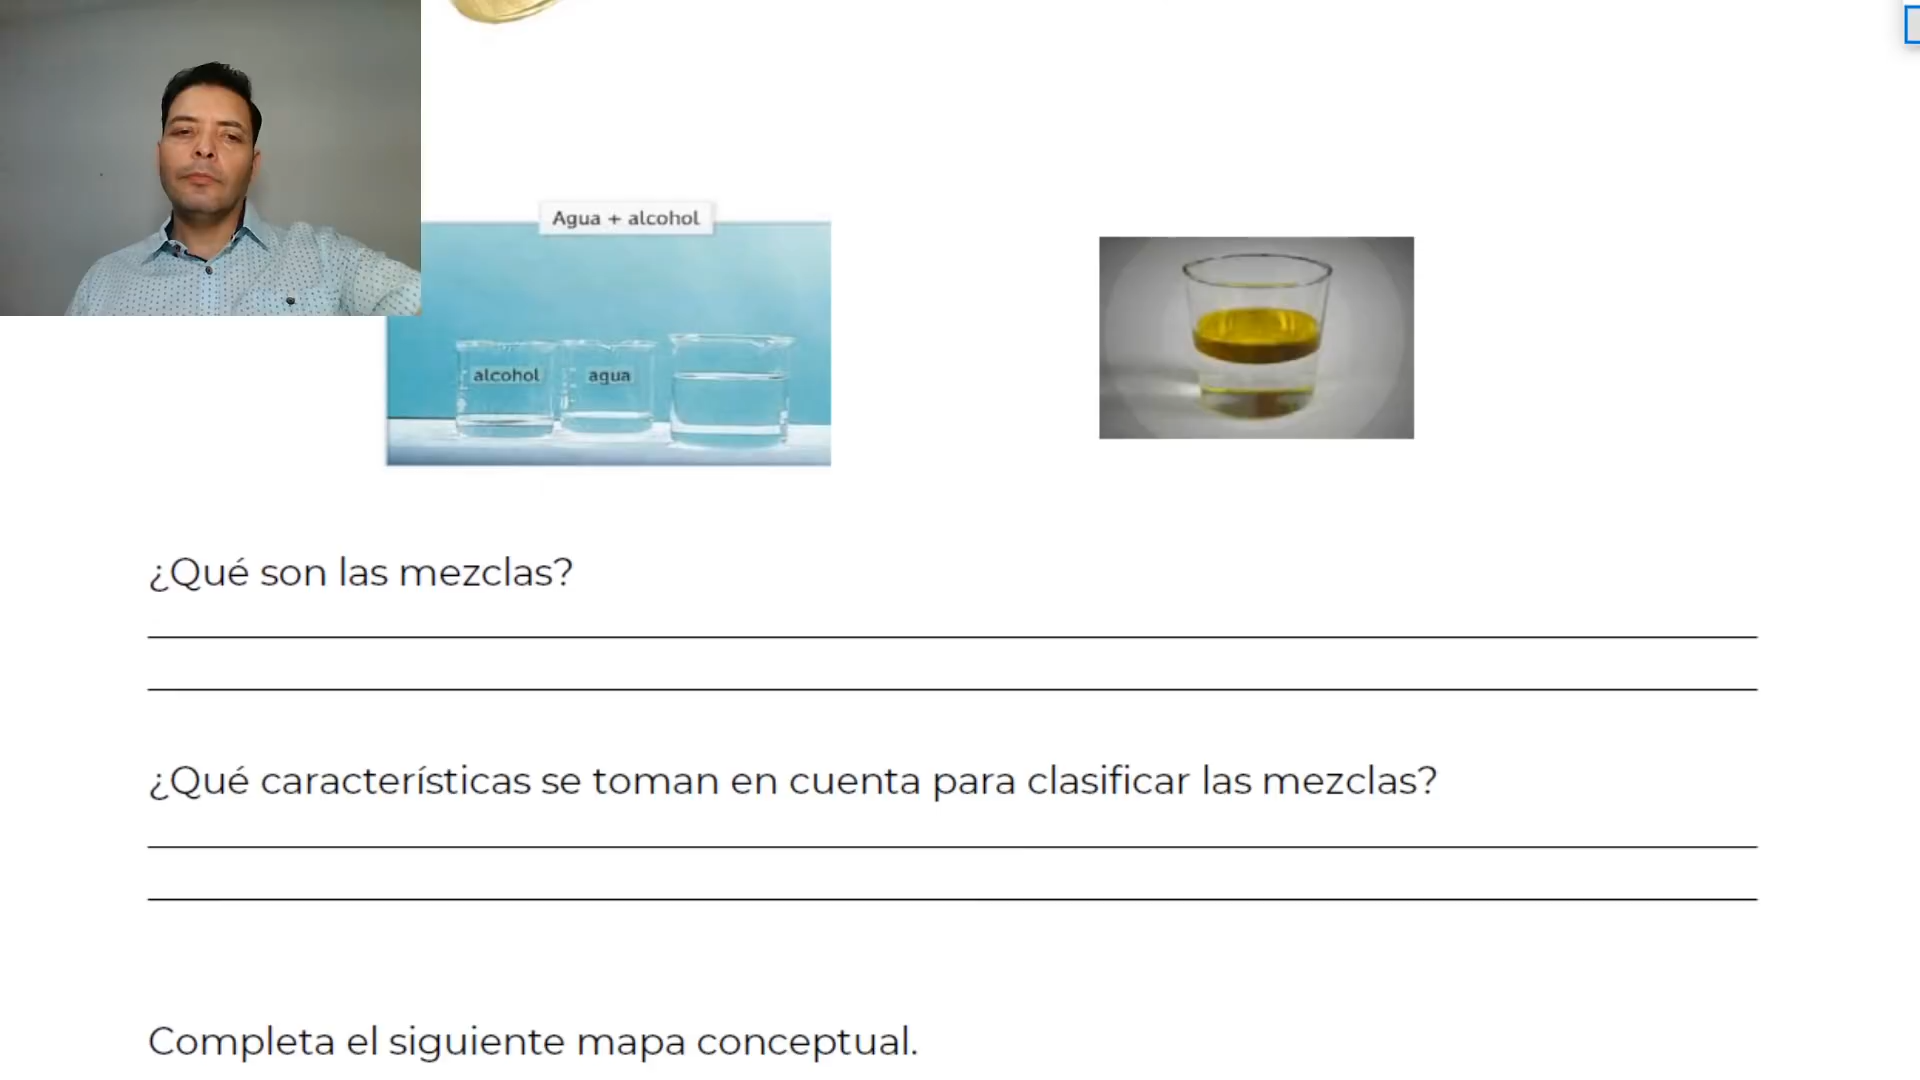 Agua + alcohol
alcohol
agua
¿Qué son las mezclas?
¿Qué características se toman en cuenta para clasificar las mezclas?
Completa el siguiente mapa conceptual.